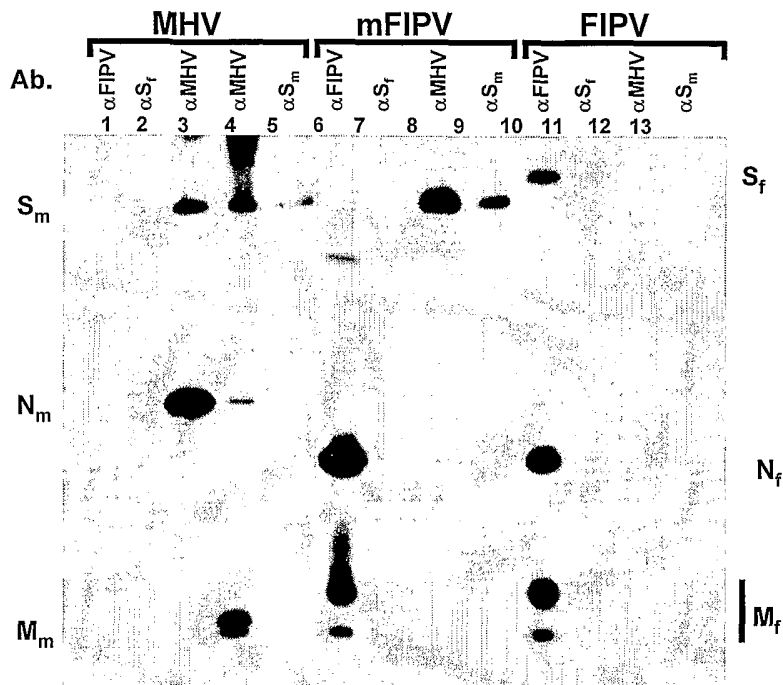 MHV mFIPV FIPV
Ab. αFIPV αSf αMHV αMHV αSm αFIPV αSf αMHV αSm αFIPV αSf αMHV αSm
1 2 3 4 5 6 7 8 9 10 11 12 13
Sm Sf
Nm Nf
Mm Mf